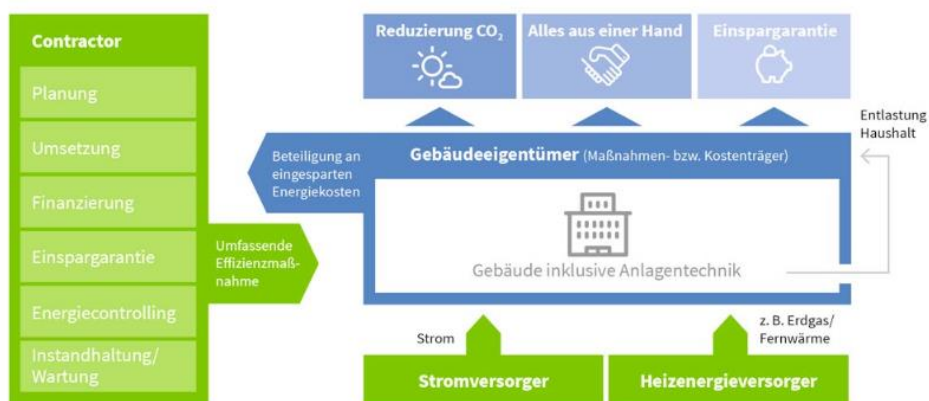 Contractor
Planung
Umsetzung
Finanzierung
Einspargarantie
Energiecontrolling
Instandhaltung/
Wartung
Umfassende
Effizienzmaß-
nahme
Beteiligung an
eingesparten
Energiekosten
Reduzierung CO₂
Alles aus einer Hand
Einspargarantie
Gebäudeeigentümer (Maßnahmen- bzw. Kostenträger)
Gebäude inklusive Anlagentechnik
Entlastung
Haushalt
Strom
z. B. Erdgas/
Fernwärme
Stromversorger
Heizenergieversorger